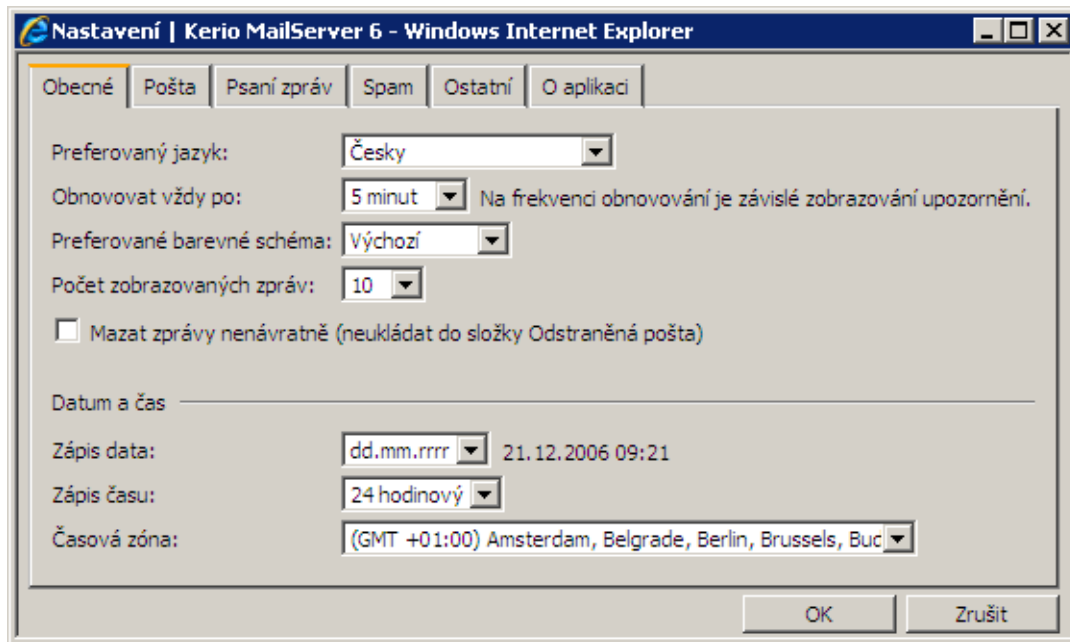 Nastavení | Kerio MailServer 6 - Windows Internet Explorer
Obecné Pošta Psaní zpráv Spam Ostatní O aplikaci
Preferovaný jazyk: Česky
Obnovovat vždy po: 5 minut Na frekvenci obnovování je závislé zobrazování upozornění.
Preferované barevné schéma: Výchozí
Počet zobrazovaných zpráv: 10
Mazat zprávy nenávratně (neukládat do složky Odstraněná pošta)
Datum a čas
Zápis data: dd.mm.rrrr 21.12.2006 09:21
Zápis času: 24 hodinový
Časová zóna: (GMT +01:00) Amsterdam, Belgrade, Berlin, Brussels, Buc
OK Zrušit